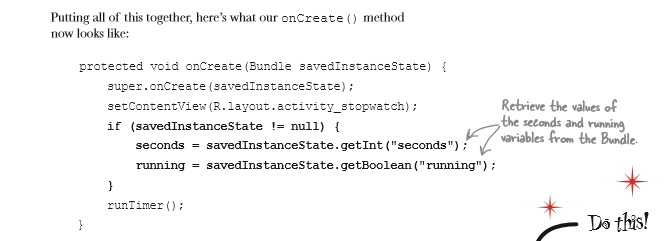 Putting all of this together, here's what our onCreate() method
now looks like:
protected void onCreate(Bundle savedInstanceState) {
super.onCreate(savedInstanceState);
setContentView(R.layout.activity_stopwatch);
if (savedInstanceState != null) {
seconds = savedInstanceState.getInt("seconds");
running = savedInstanceState.getBoolean("running");
}
runTimer();
}
Retrieve the values of
the seconds and running
variables from the Bundle.
Do this!